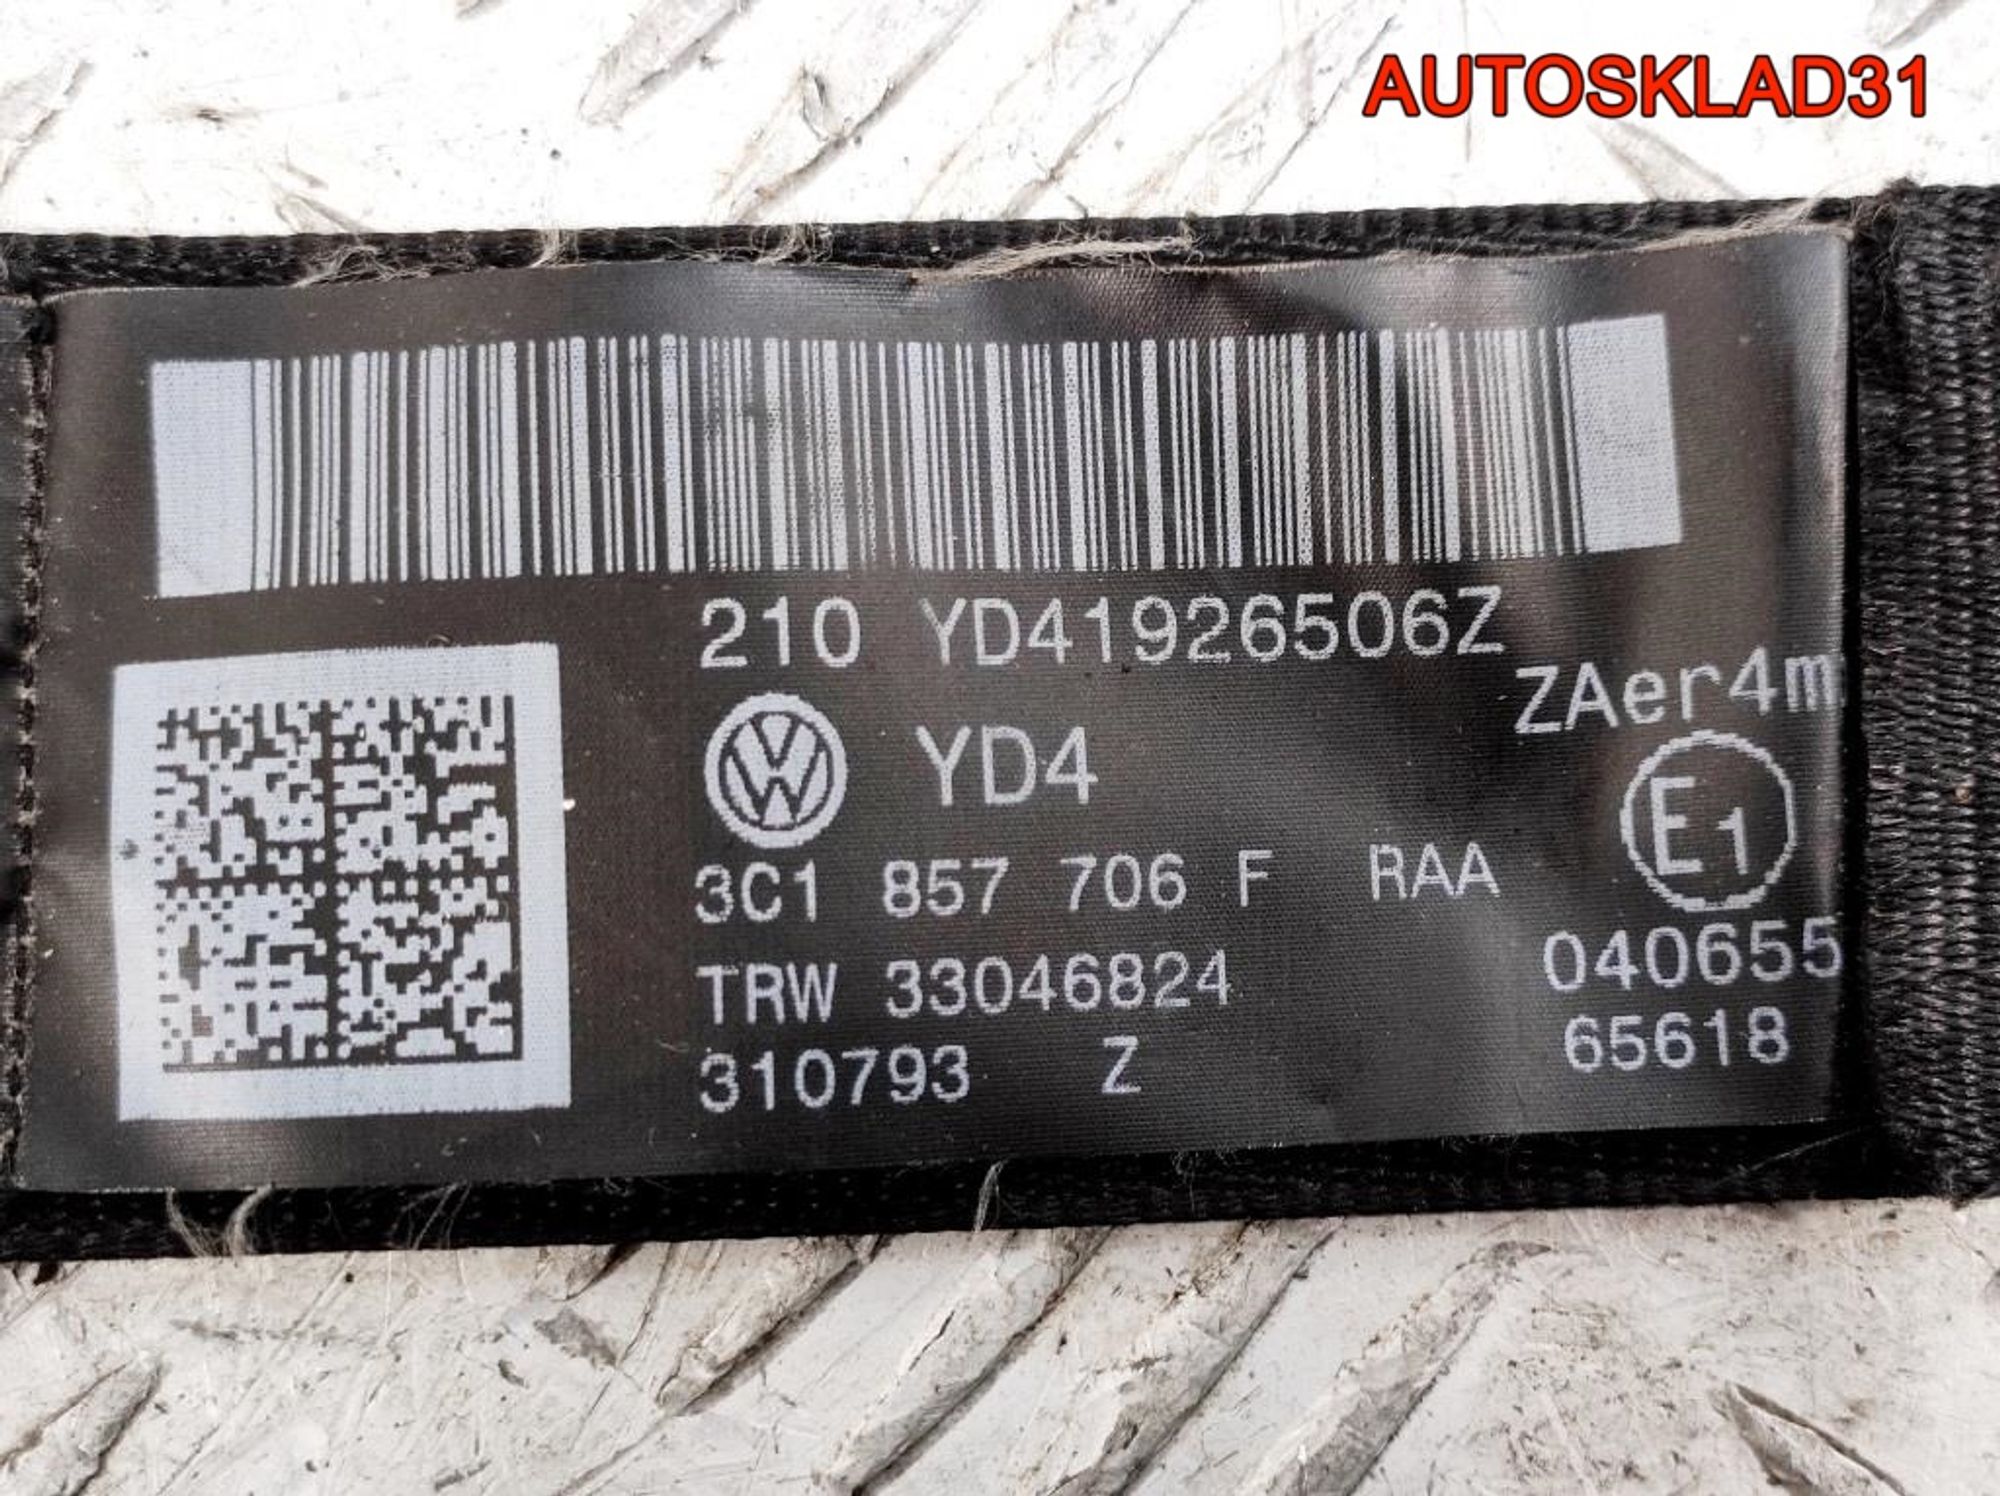 AUTOSKLAD31
210 YD41926506Z
ZAer4m
YD4
E1
3C1 857 706 F RAA
040655
TRW 33046824
65618
310793 Z